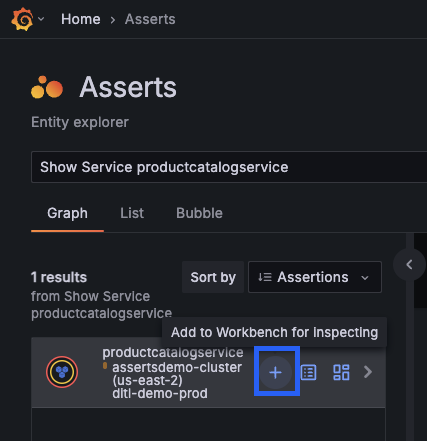 Home > Asserts
Asserts
Entity explorer
Show Service productcatalogservice
Graph List Bubble
1 results
from Show Service
productcatalogservice
Sort by
Assertions
Add to Workbench for inspecting
productcatalogservice
assertsdemo-cluster
(us-east-2)
ditl-demo-prod